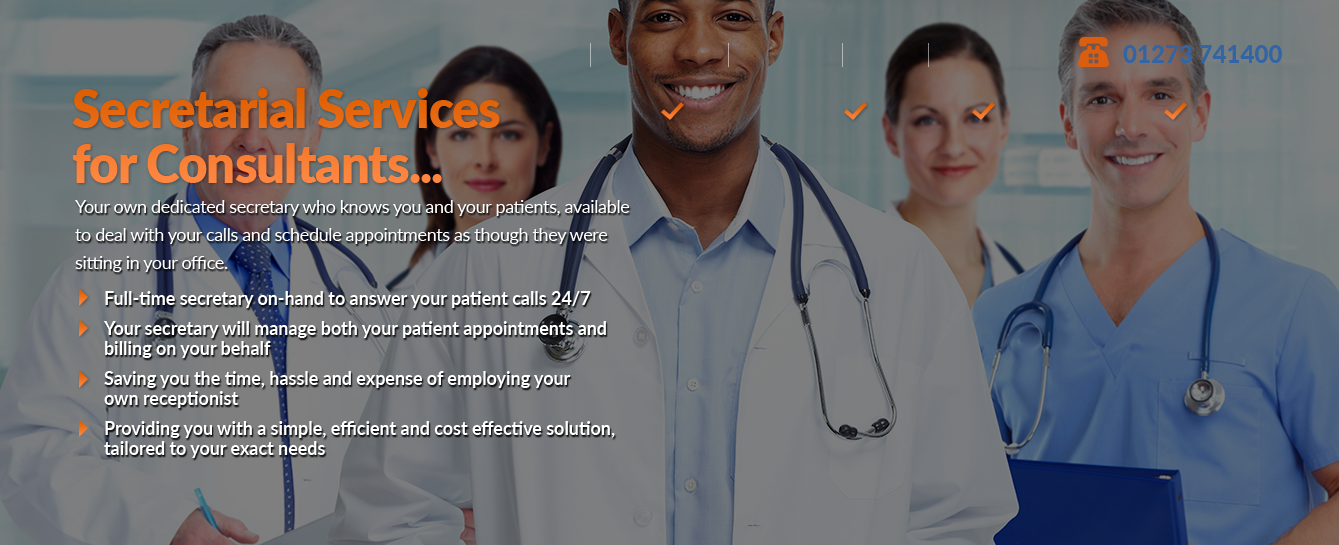 01273 741400
Secretarial Services
for Consultants...
Your own dedicated secretary who knows you and your patients, available
to deal with your calls and schedule appointments as though they were
sitting in your office.
Full-time secretary on-hand to answer your patient calls 24/7
Your secretary will manage both your patient appointments and
billing on your behalf
Saving you the time, hassle and expense of employing your
own receptionist
Providing you with a simple, efficient and cost effective solution,
tailored to your exact needs